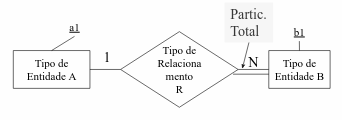 Partic.
Total
a1
b1
Tipo de
Entidade A
1
Tipo de
Relaciona
mento
R
N
Tipo de
Entidade B